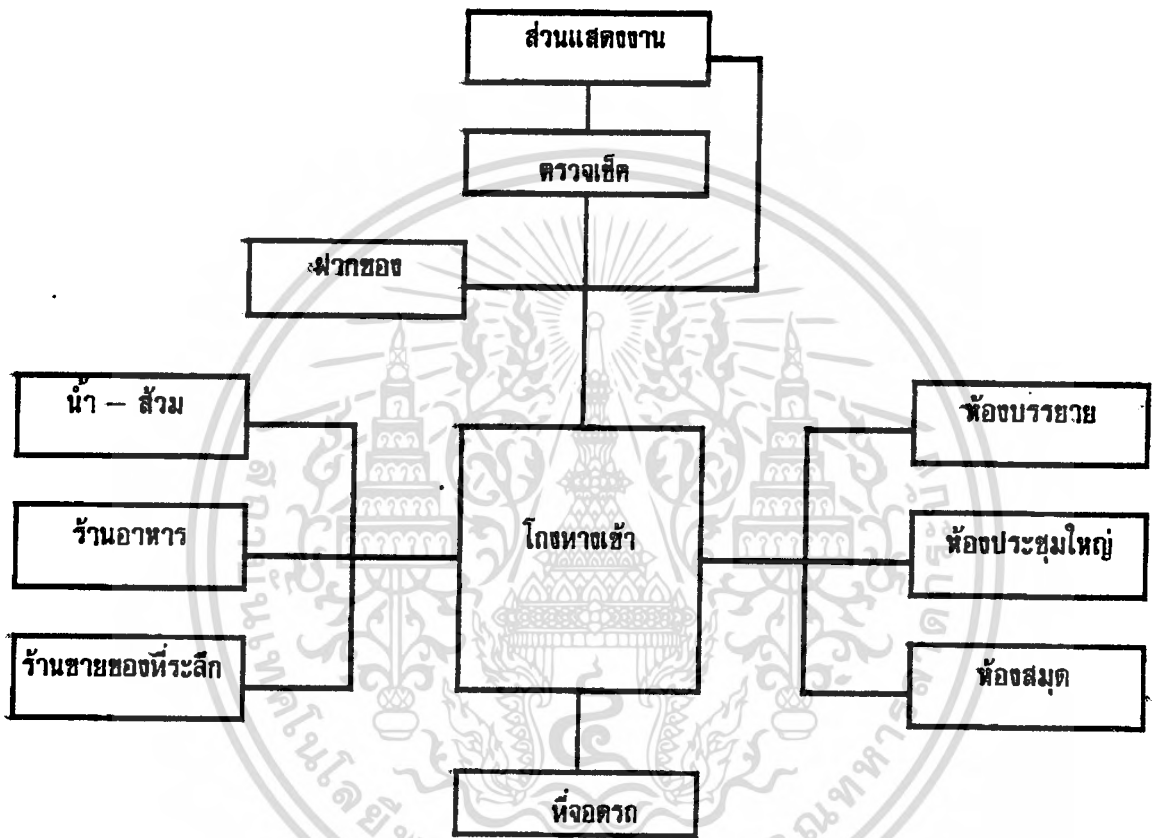 ส่วนแสดงงาน
ตรวจเช็ค
ฝากของ
น้ำ – ส้วม
ห้องบรรยาย
ร้านอาหาร
โถงทางเข้า
ห้องประชุมใหญ่
ร้านขายของที่ระลึก
ห้องสมุด
ที่จอดรถ